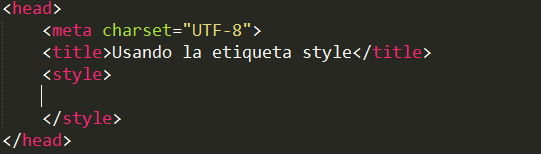 <head>
<meta charset="UTF-8">
<title>Usando la etiqueta style</title>
<style>
</style>
</head>